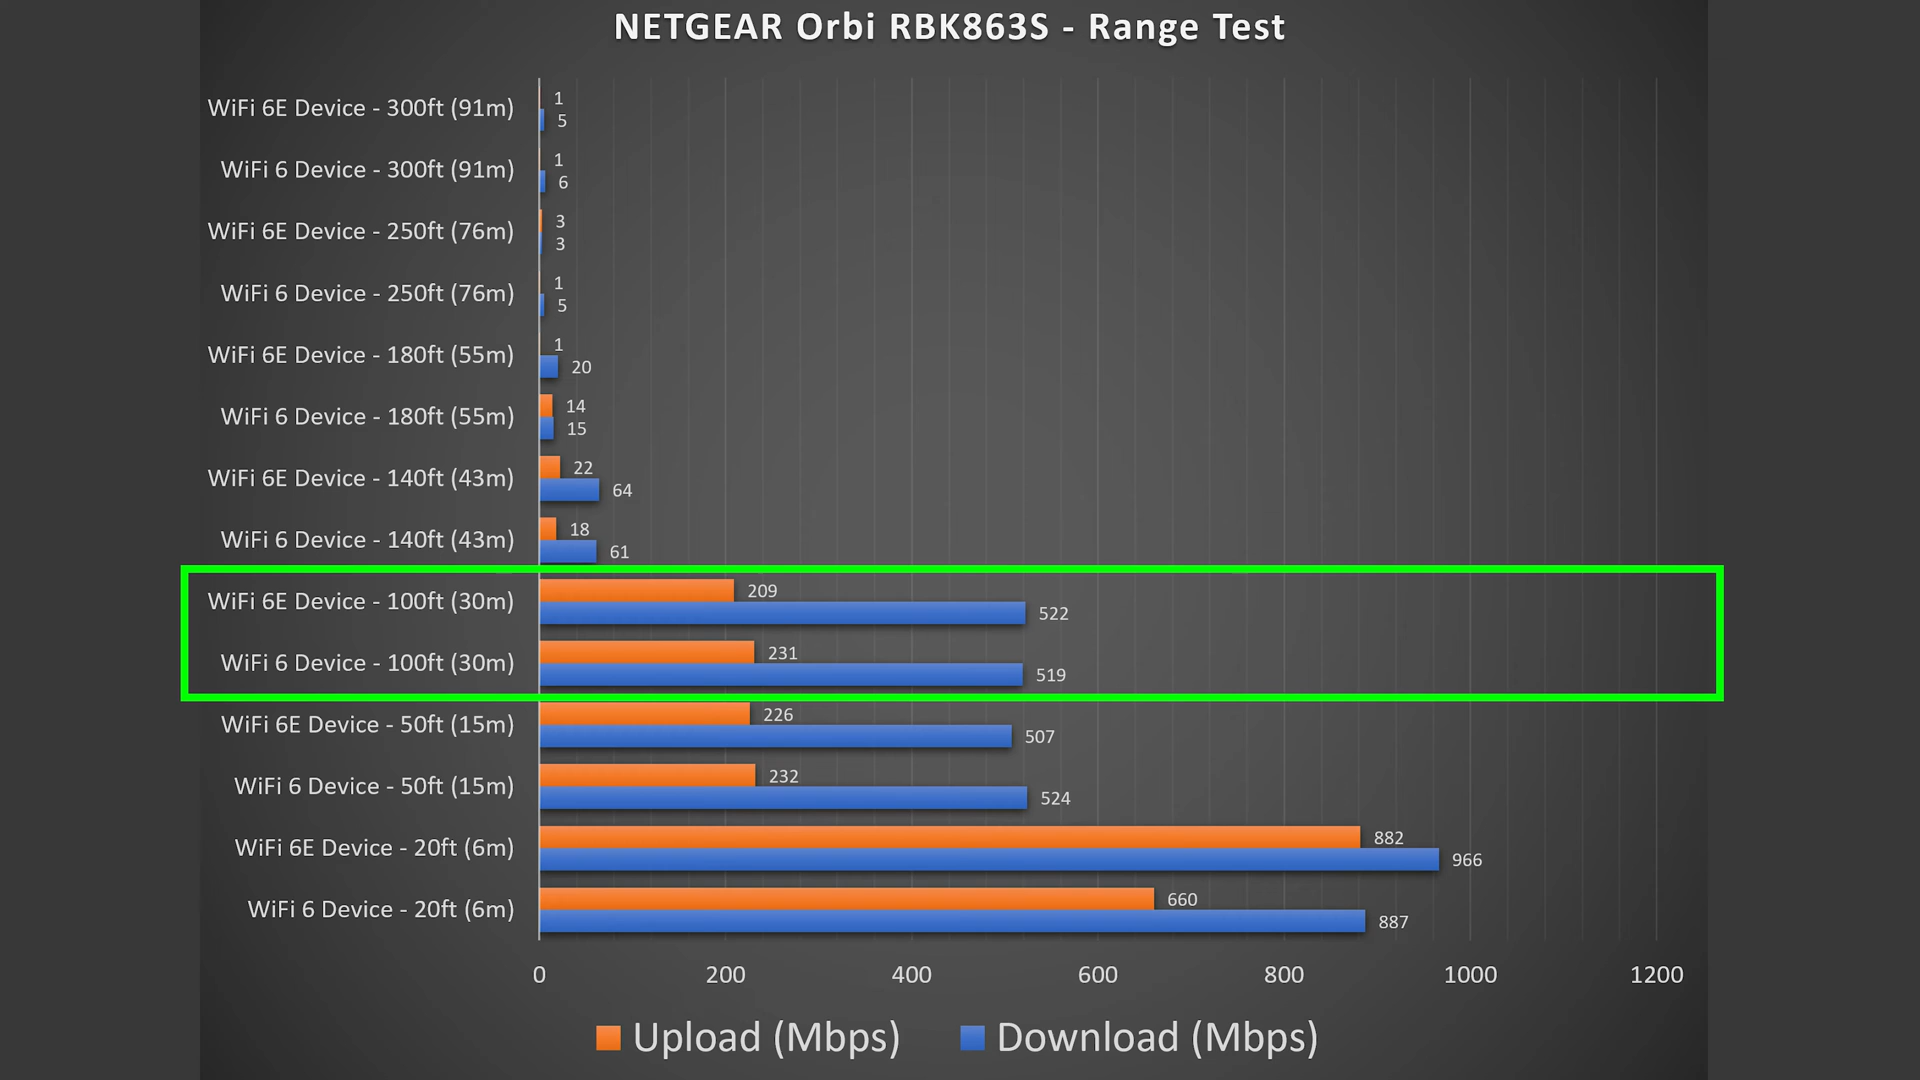 NETGEAR Orbi RBK863S - Range Test
WiFi 6E Device - 300ft (91m)
1
5
WiFi 6 Device - 300ft (91m)
1
6
WiFi 6E Device - 250ft (76m)
3
3
WiFi 6 Device - 250ft (76m)
1
5
WiFi 6E Device - 180ft (55m)
1
20
WiFi 6 Device - 180ft (55m)
14
15
WiFi 6E Device - 140ft (43m)
22
64
WiFi 6 Device - 140ft (43m)
18
61
WiFi 6E Device - 100ft (30m)
209
522
WiFi 6 Device - 100ft (30m)
231
519
WiFi 6E Device - 50ft (15m)
226
507
WiFi 6 Device - 50ft (15m)
232
524
WiFi 6E Device - 20ft (6m)
882
966
WiFi 6 Device - 20ft (6m)
660
887
0 200 400 600 800 1000 1200
Upload (Mbps) Download (Mbps)